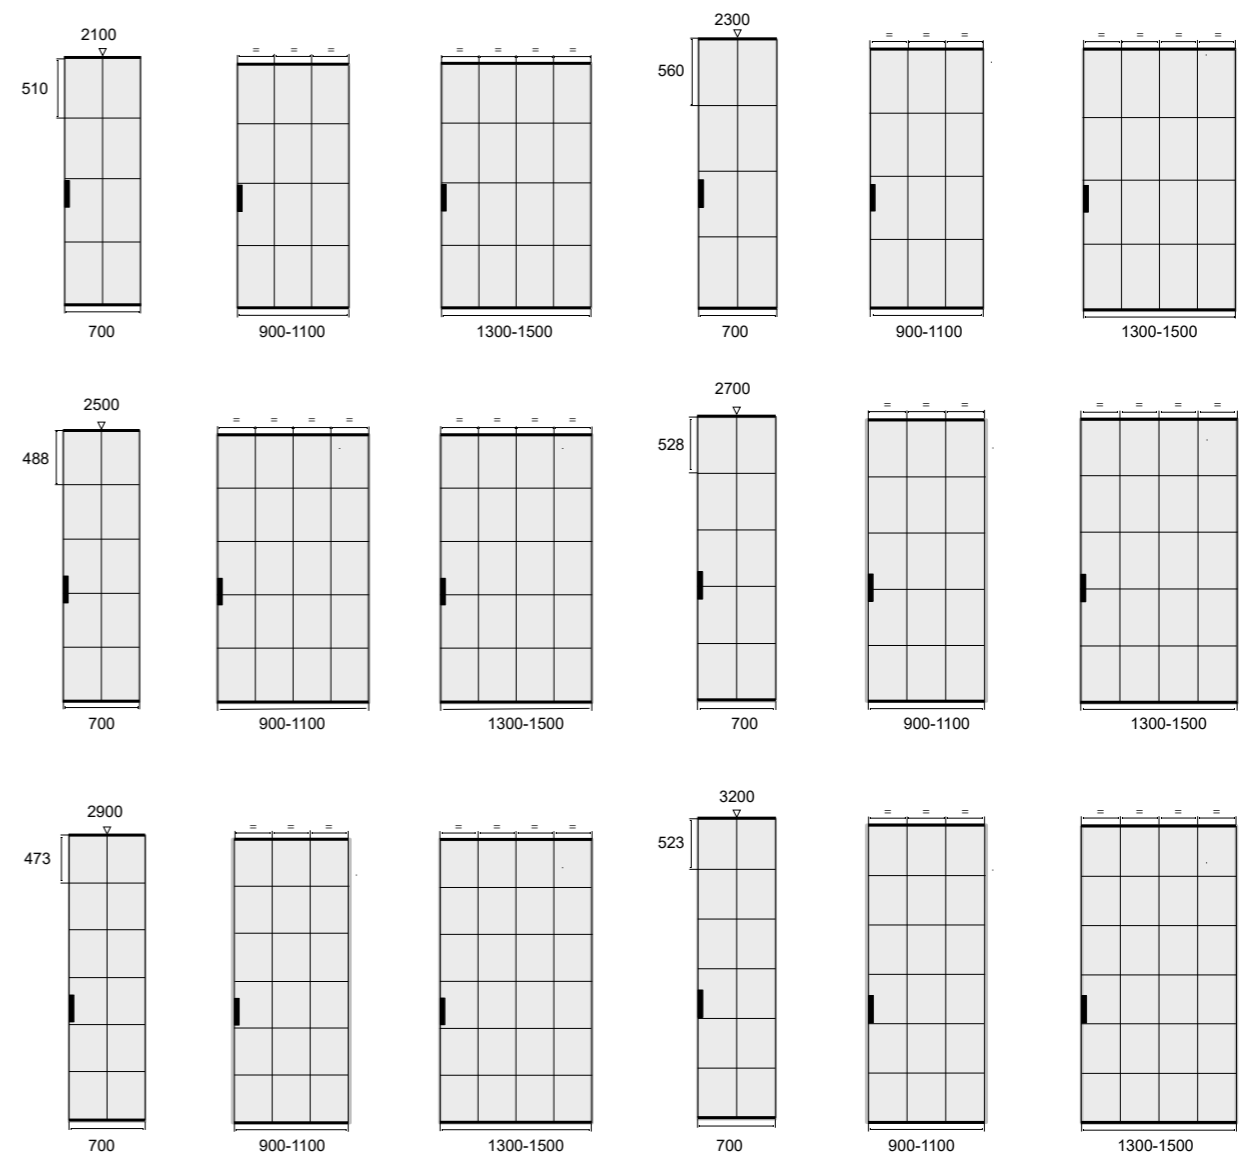 2100
= = =
= = = =
510
700
900-1100
1300-1500
2300
= = =
= = = =
560
700
900-1100
1300-1500
2500
= = = =
= = = =
488
700
900-1100
1300-1500
2700
= = =
= = = =
528
700
900-1100
1300-1500
2900
= = =
= = = =
473
700
900-1100
1300-1500
3200
= = =
= = = =
523
700
900-1100
1300-1500